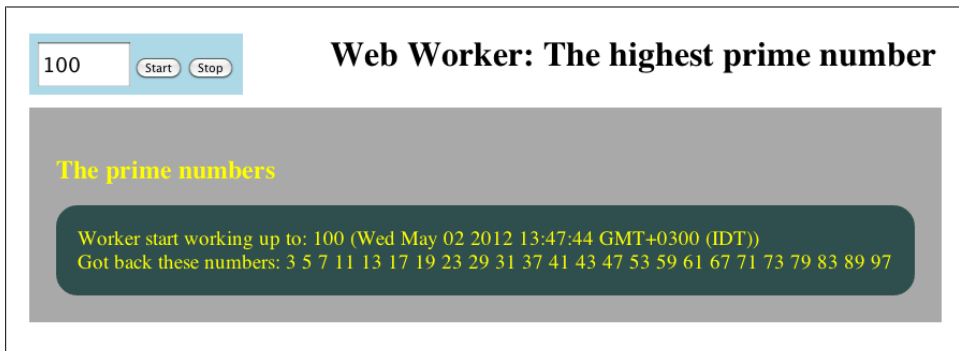 100 Start Stop
Web Worker: The highest prime number
The prime numbers
Worker start working up to: 100 (Wed May 02 2012 13:47:44 GMT+0300 (IDT))
Got back these numbers: 3 5 7 11 13 17 19 23 29 31 37 41 43 47 53 59 61 67 71 73 79 83 89 97